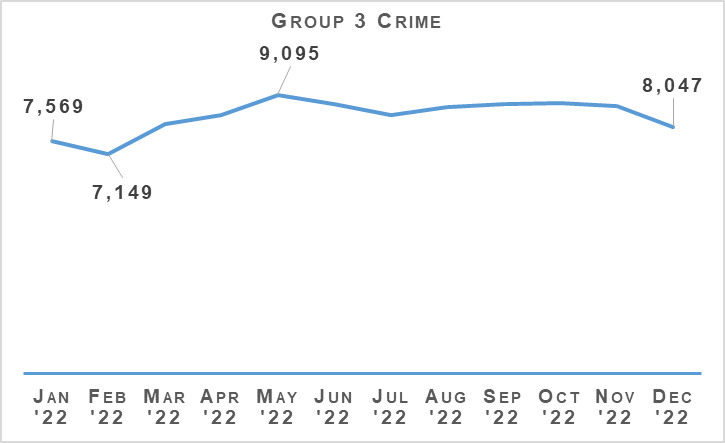 Group 3 Crime
9,095
8,047
7,569
7,149
Jan '22
Feb '22
Mar '22
Apr '22
May '22
Jun '22
Jul '22
Aug '22
Sep '22
Oct '22
Nov '22
Dec '22